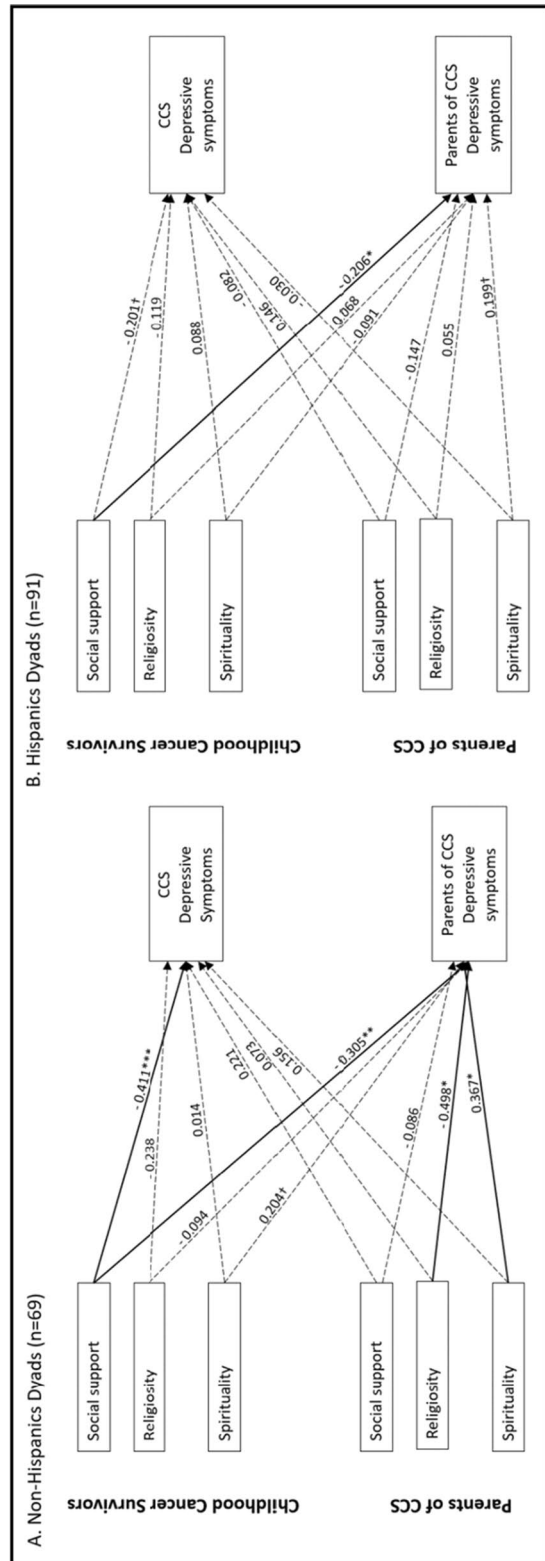 A. Non-Hispanics Dyads (n=69)
Childhood Cancer Survivors
Social support
Religiosity
Spirituality
Parents of CCS
Social support
Religiosity
Spirituality
- 0.411***
- 0.238
0.014
- 0.094
0.204†
- 0.305**
0.221
0.073
0.156
- 0.086
- 0.498*
0.367*
CCS
Depressive
Symptoms
Parents of CCS
Depressive
symptoms
B. Hispanics Dyads (n=91)
Childhood Cancer Survivors
Social support
Religiosity
Spirituality
Parents of CCS
Social support
Religiosity
Spirituality
- 0.201†
- 0.119
0.088
- 0.082
0.146
- 0.030
- 0.206*
0.068
- 0.091
- 0.147
0.055
0.199†
CCS
Depressive
symptoms
Parents of CCS
Depressive
symptoms